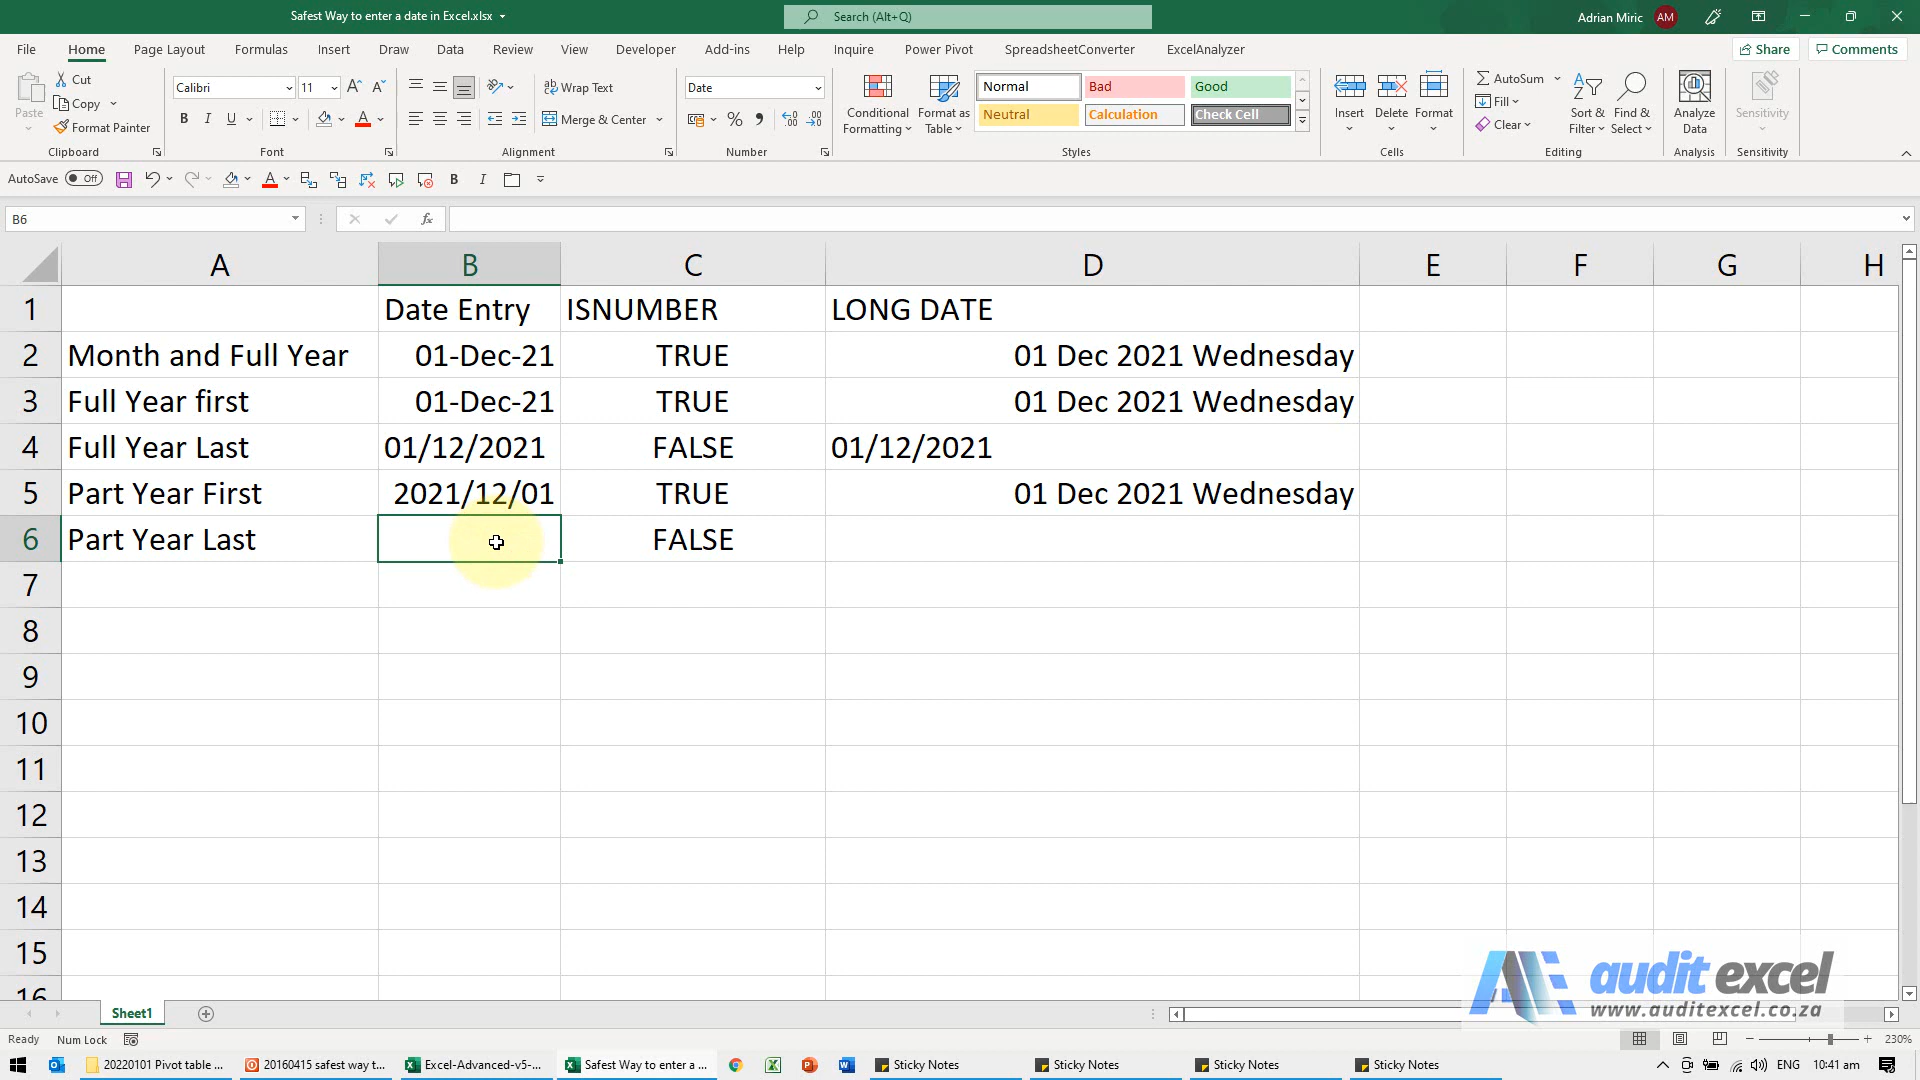 Safest Way to enter a date in Excel.xlsx
Search (Alt+Q)
Adrian Miric
AM
File Home Page Layout Formulas Insert Draw Data Review View Developer Add-ins Help Inquire Power Pivot SpreadsheetConverter ExcelAnalyzer
Share Comments
Paste
Cut
Copy
Format Painter
Clipboard
Calibri 11
B I U
Font
Wrap Text
Merge & Center
Alignment
Date
Number
Conditional Formatting
Format as Table
Normal Bad Good
Neutral Calculation Check Cell
Styles
Insert Delete Format
Cells
AutoSum
Fill
Clear
Sort & Filter
Find & Select
Editing
Analyze Data
Analysis
Sensitivity
Sensitivity
AutoSave Off
B I
B6
fx
A B C D E F G H
1 Date Entry ISNUMBER LONG DATE
2 Month and Full Year 01-Dec-21 TRUE 01 Dec 2021 Wednesday
3 Full Year first 01-Dec-21 TRUE 01 Dec 2021 Wednesday
4 Full Year Last 01/12/2021 FALSE 01/12/2021
5 Part Year First 2021/12/01 TRUE 01 Dec 2021 Wednesday
6 Part Year Last FALSE
7
8
9
10
11
12
13
14
15
16
audit excel
www.auditexcel.co.za
Sheet1
Ready Num Lock
230%
20220101 Pivot table ...
20160415 safest way t...
Excel-Advanced-v5-...
Safest Way to enter a ...
Sticky Notes
Sticky Notes
Sticky Notes
Sticky Notes
ENG 10:41 am